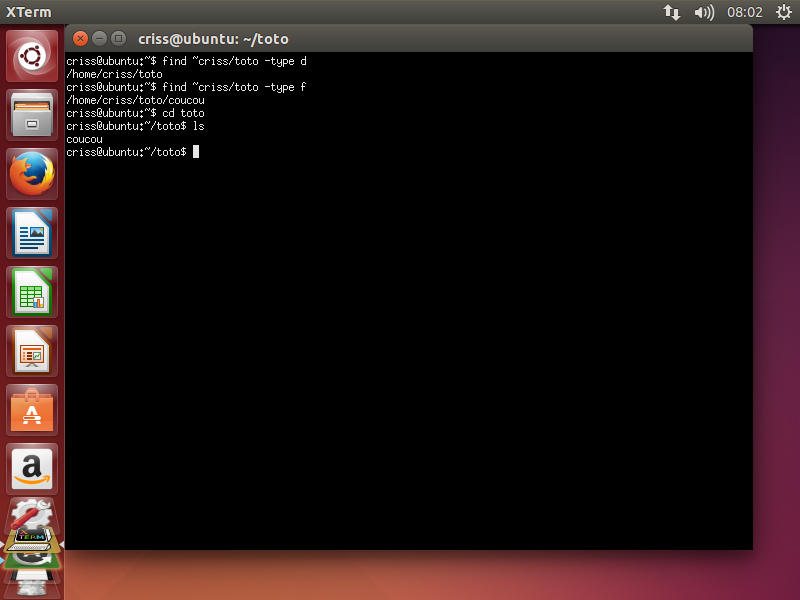 XTerm
08:02
criss@ubuntu: ~/toto
criss@ubuntu:~$ find ~criss/toto -type d
/home/criss/toto
criss@ubuntu:~$ find ~criss/toto -type f
/home/criss/toto/coucou
criss@ubuntu:~$ cd toto
criss@ubuntu:~/toto$ ls
coucou
criss@ubuntu:~/toto$
A
a
X
TERM